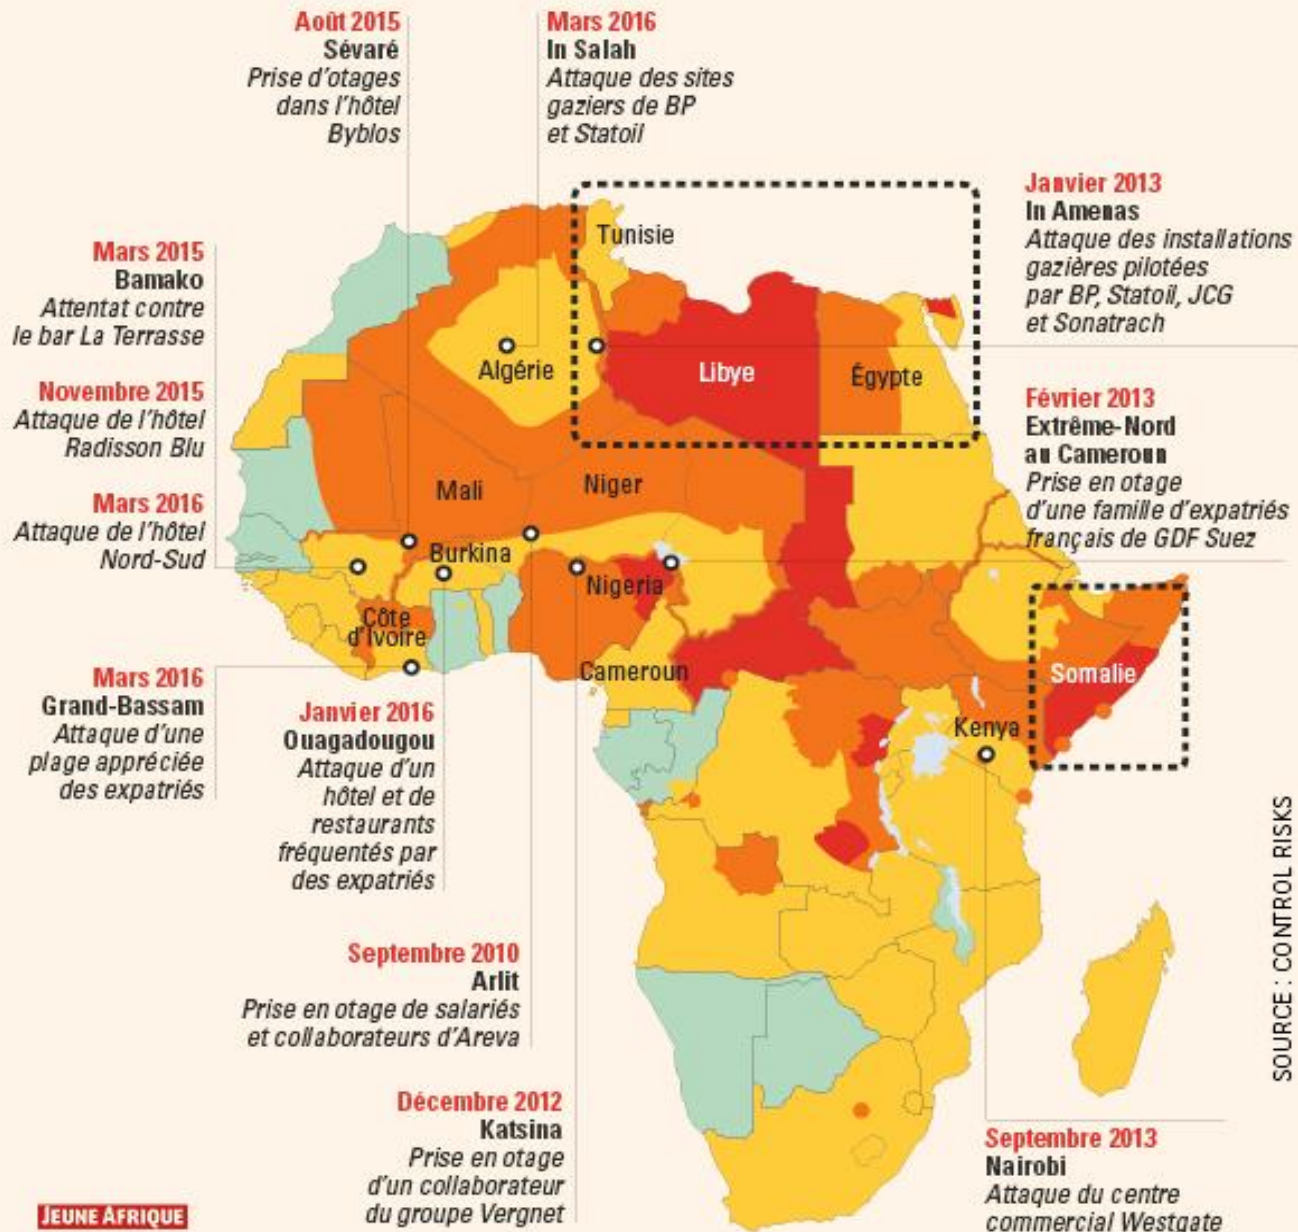 Août 2015
Sévaré
Prise d'otages
dans l'hôtel
Byblos
Mars 2016
In Salah
Attaque des sites
gaziers de BP
et Statoil
Janvier 2013
In Amenas
Attaque des installations
gazières pilotées
par BP, Statoil, JCG
et Sonatrach
Mars 2015
Bamako
Attentat contre
le bar La Terrasse
Novembre 2015
Attaque de l'hôtel
Radisson Blu
Mars 2016
Attaque de l'hôtel
Nord-Sud
Février 2013
Extrême-Nord
au Cameroun
Prise en otage
d'une famille d'expatriés
français de GDF Suez
Tunisie
Algérie
Libye
Égypte
Mali
Niger
Burkina
Nigeria
Côte
d'Ivoire
Cameroun
Somalie
Kenya
Mars 2016
Grand-Bassam
Attaque d'une
plage appréciée
des expatriés
Janvier 2016
Ouagadougou
Attaque d'un
hôtel et de
restaurants
fréquentés par
des expatriés
Septembre 2010
Arlit
Prise en otage de salariés
et collaborateurs d'Areva
Décembre 2012
Katsina
Prise en otage
d'un collaborateur
du groupe Vergnet
Septembre 2013
Nairobi
Attaque du centre
commercial Westgate
SOURCE : CONTROL RISKS
JEUNE AFRIQUE